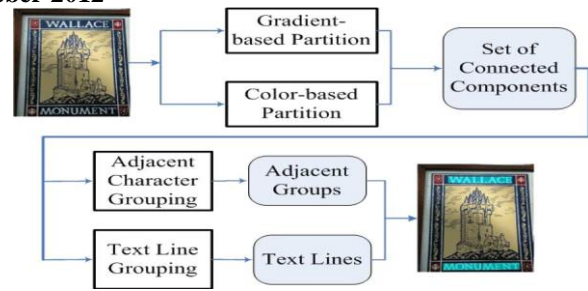 ber 2012
WALLACE
MONUMENT
Gradient-
based Partition
Color-based
Partition
Set of
Connected
Components
Adjacent
Character
Grouping
Adjacent
Groups
Text Line
Grouping
Text Lines
WALLACE
MONUMENT